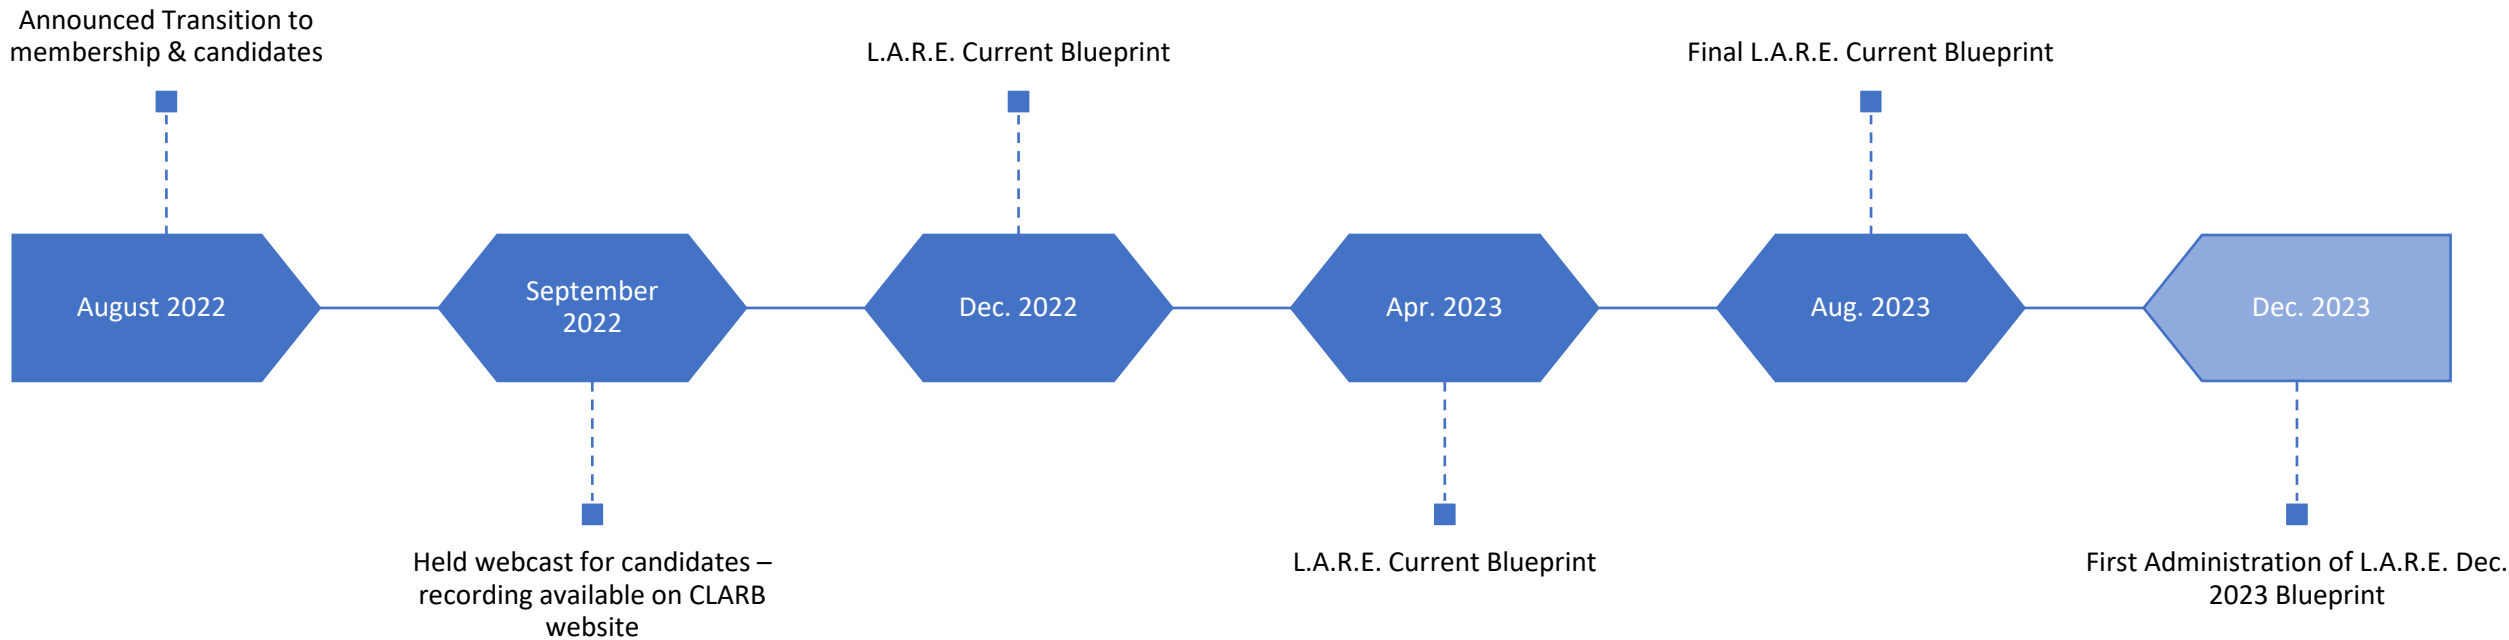 Announced Transition to
membership & candidates
L.A.R.E. Current Blueprint
Final L.A.R.E. Current Blueprint
August 2022
September
2022
Dec. 2022
Apr. 2023
Aug. 2023
Dec. 2023
Held webcast for candidates –
recording available on CLARB
website
L.A.R.E. Current Blueprint
First Administration of L.A.R.E. Dec.
2023 Blueprint